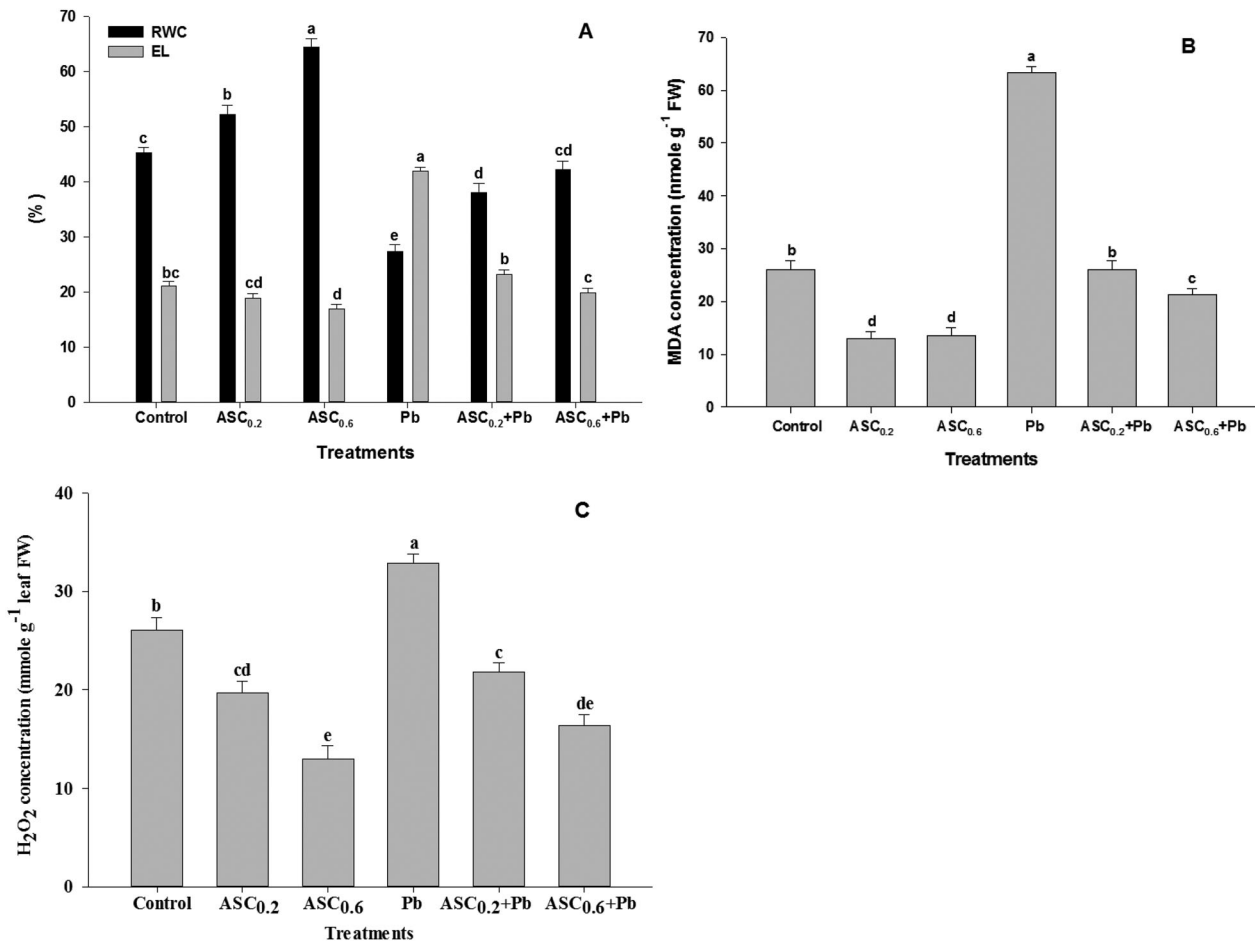 A
RWC
EL
70
60
50
40
30
20
10
0
(% )
c
bc
b
cd
a
d
e
a
d
b
cd
c
Control ASC0.2 ASC0.6 Pb ASC0.2+Pb ASC0.6+Pb
Treatments
B
70
60
50
40
30
20
10
0
MDA concentration (nmole g-1 FW)
b
d
d
a
b
c
Control ASC0.2 ASC0.6 Pb ASC0.2+Pb ASC0.6+Pb
Treatments
C
40
30
20
10
0
H2O2 concentration (mmole g-1 leaf FW)
b
cd
e
a
c
de
Control ASC0.2 ASC0.6 Pb ASC0.2+Pb ASC0.6+Pb
Treatments